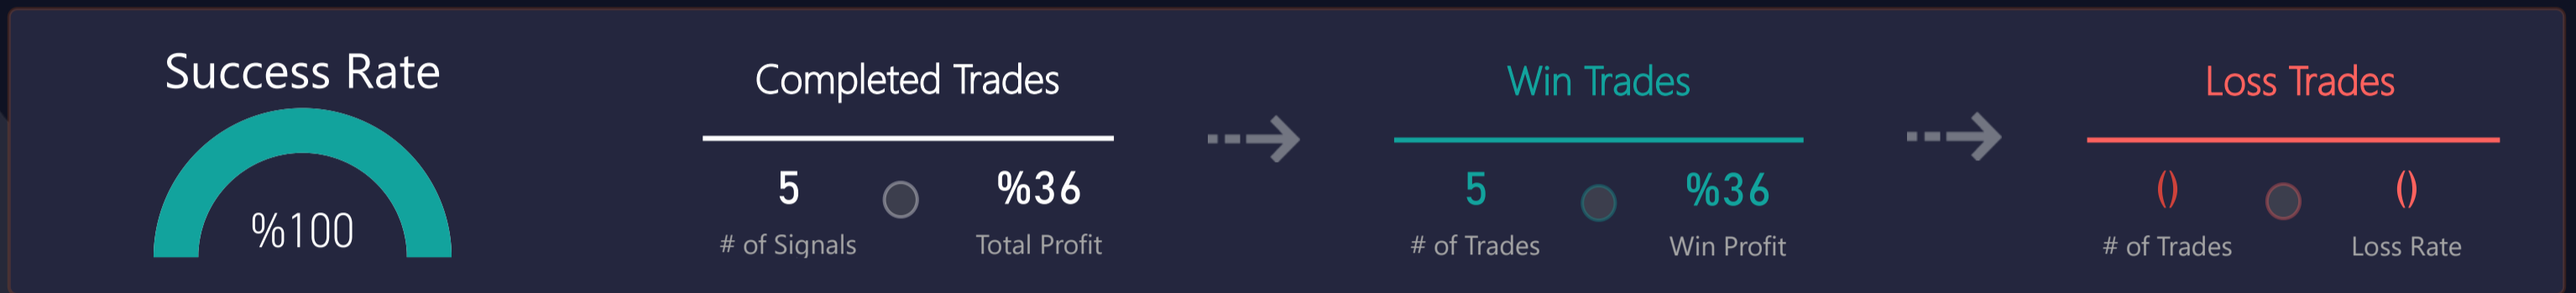 Success Rate
%100
Completed Trades
5 %36
# of Signals Total Profit
Win Trades
5 %36
# of Trades Win Profit
Loss Trades
() ()
# of Trades Loss Rate